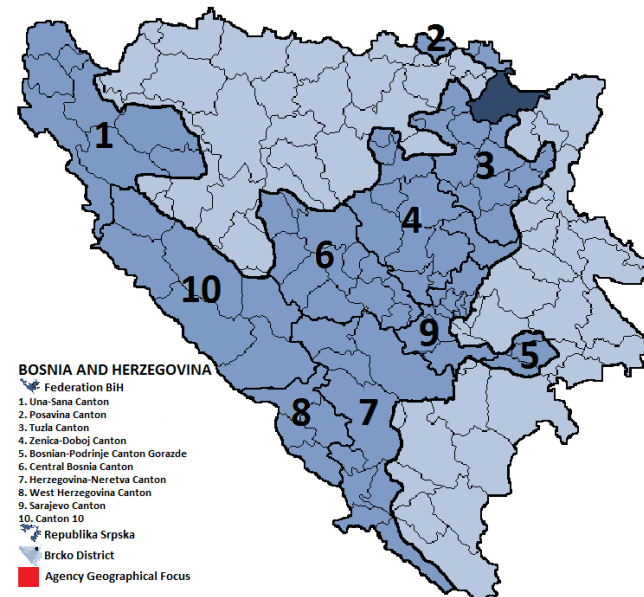 2
1
3
4
6
10
9
5
8
7
BOSNIA AND HERZEGOVINA
Federation BiH
1. Una-Sana Canton
2. Posavina Canton
3. Tuzla Canton
4. Zenica-Doboj Canton
5. Bosnian-Podrinje Canton Gorazde
6. Central Bosnia Canton
7. Herzegovina-Neretva Canton
8. West Herzegovina Canton
9. Sarajevo Canton
10. Canton 10
Republika Srpska
Brcko District
Agency Geographical Focus